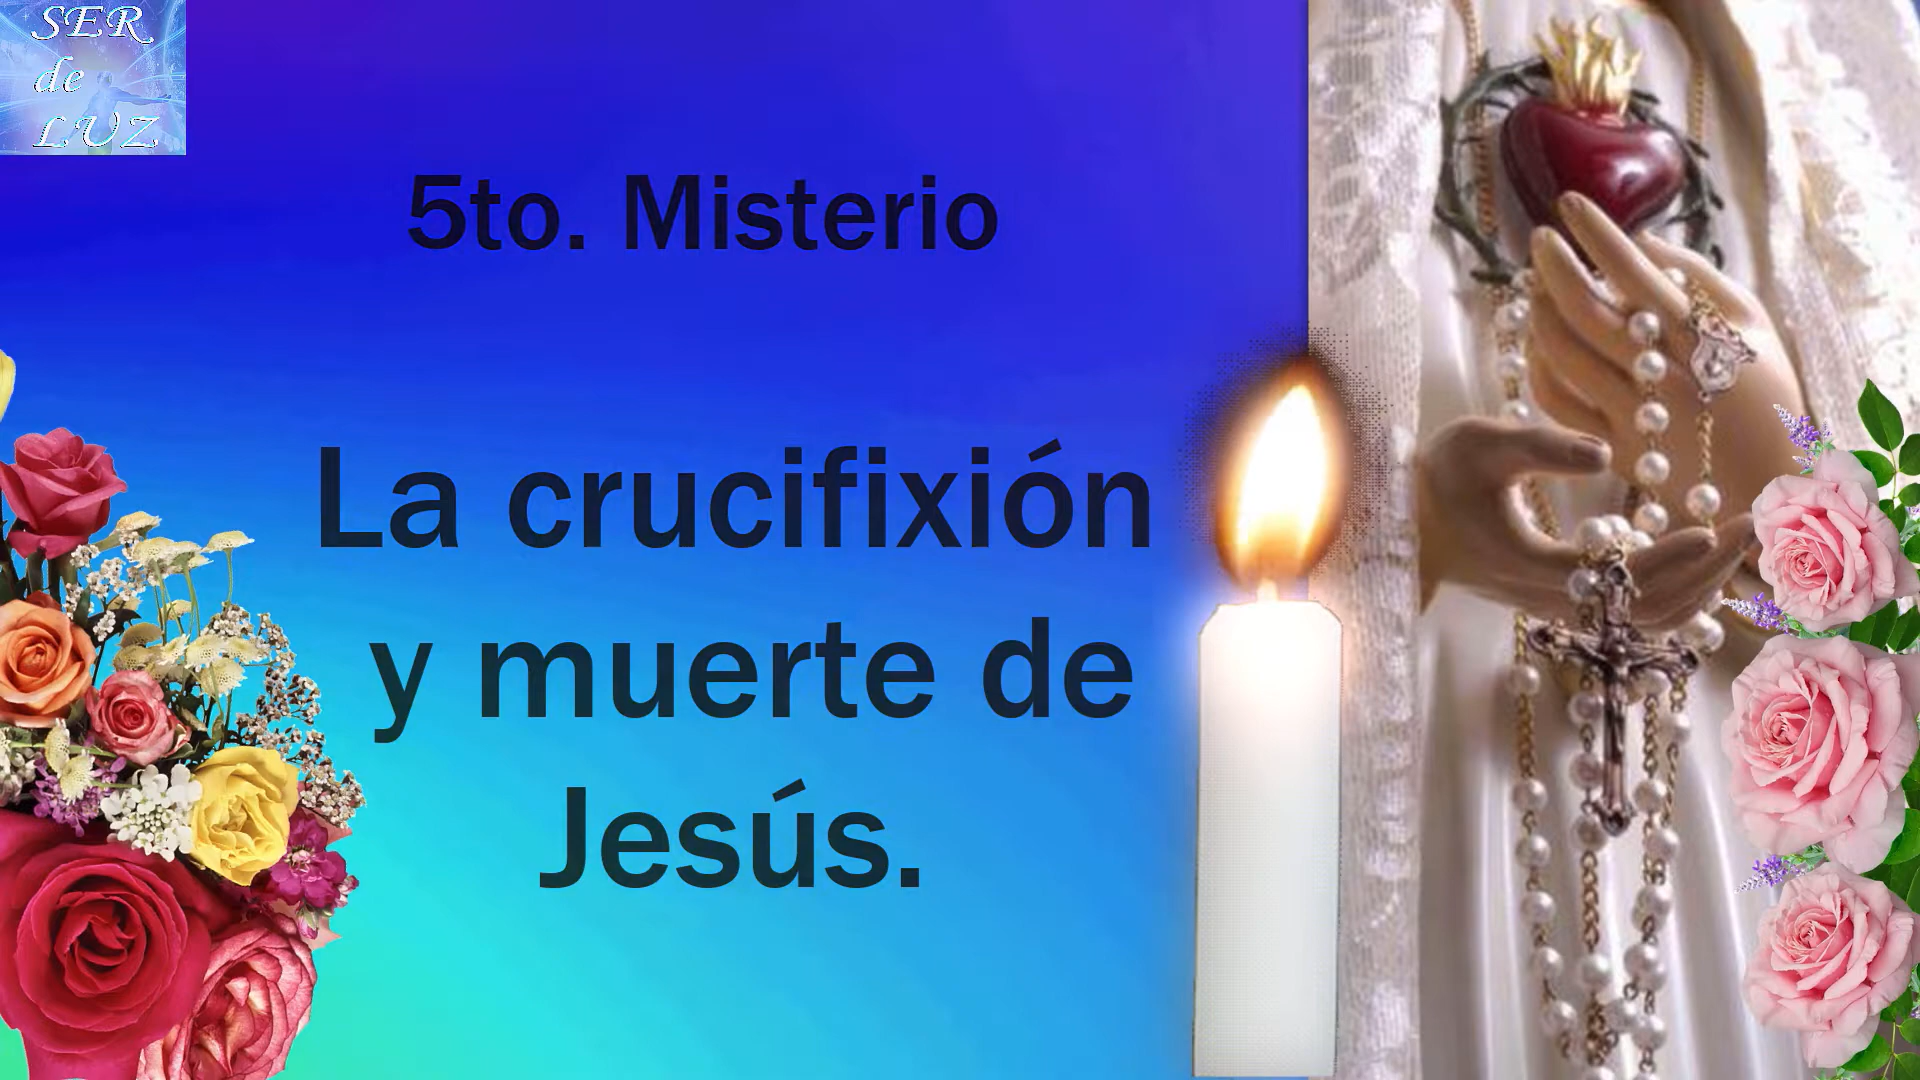 SER
de
LUZ
5to. Misterio
La crucifixión
y muerte de
Jesús.